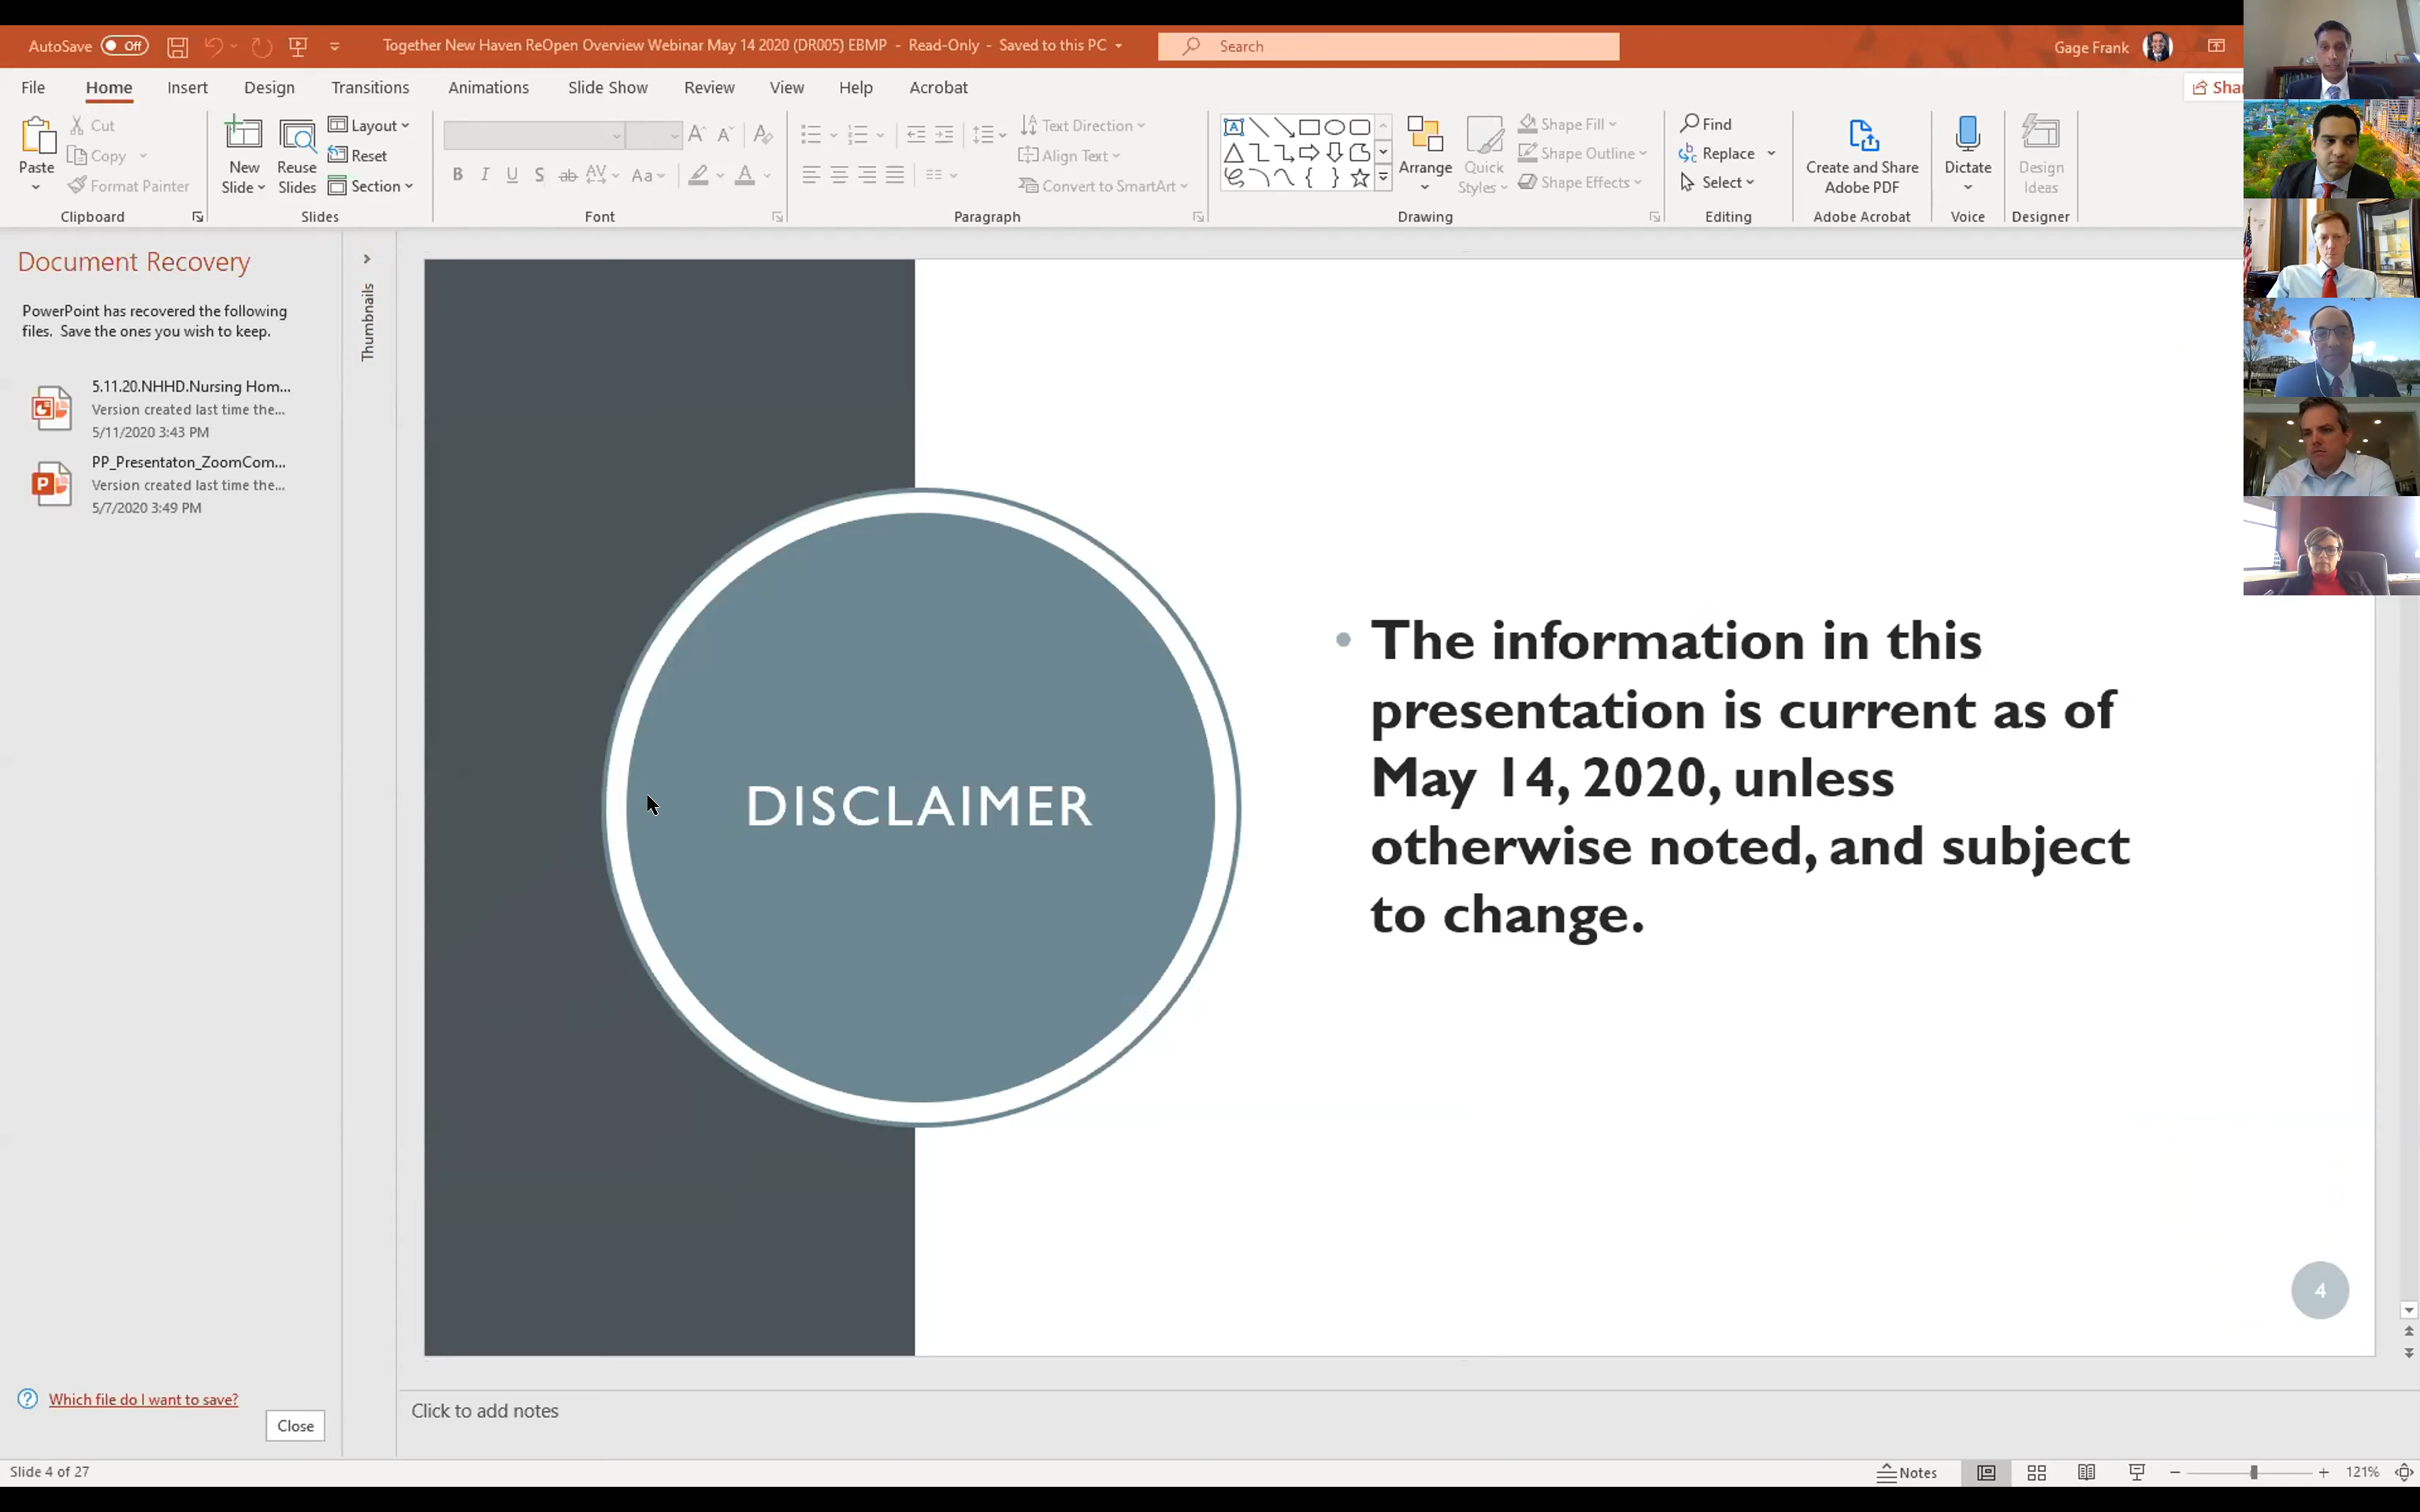 AutoSave Off
Together New Haven ReOpen Overview Webinar May 14 2020 (DR005) EBMP - Read-Only - Saved to this PC
Search
Gage Frank
File Home Insert Design Transitions Animations Slide Show Review View Help Acrobat
Paste
Cut
Copy
Format Painter
Clipboard
New
Slide
Reuse
Slides
Layout
Reset
Section
Slides
B I U S ab AV Aa A
Font
Paragraph
Text Direction
Align Text
Convert to SmartArt
Arrange
Quick
Styles
Shape Fill
Shape Outline
Shape Effects
Drawing
Find
Replace
Select
Editing
Create and Share
Adobe PDF
Adobe Acrobat
Dictate
Voice
Design
Ideas
Designer
Document Recovery
PowerPoint has recovered the following
files. Save the ones you wish to keep.
5.11.20.NHHD.Nursing Hom...
Version created last time the...
5/11/2020 3:43 PM
PP_Presentaton_ZoomCom...
Version created last time the...
5/7/2020 3:49 PM
Which file do I want to save?
Close
Thumbnails
DISCLAIMER
• The information in this
presentation is current as of
May 14, 2020, unless
otherwise noted, and subject
to change.
4
Click to add notes
Slide 4 of 27
Notes
121%